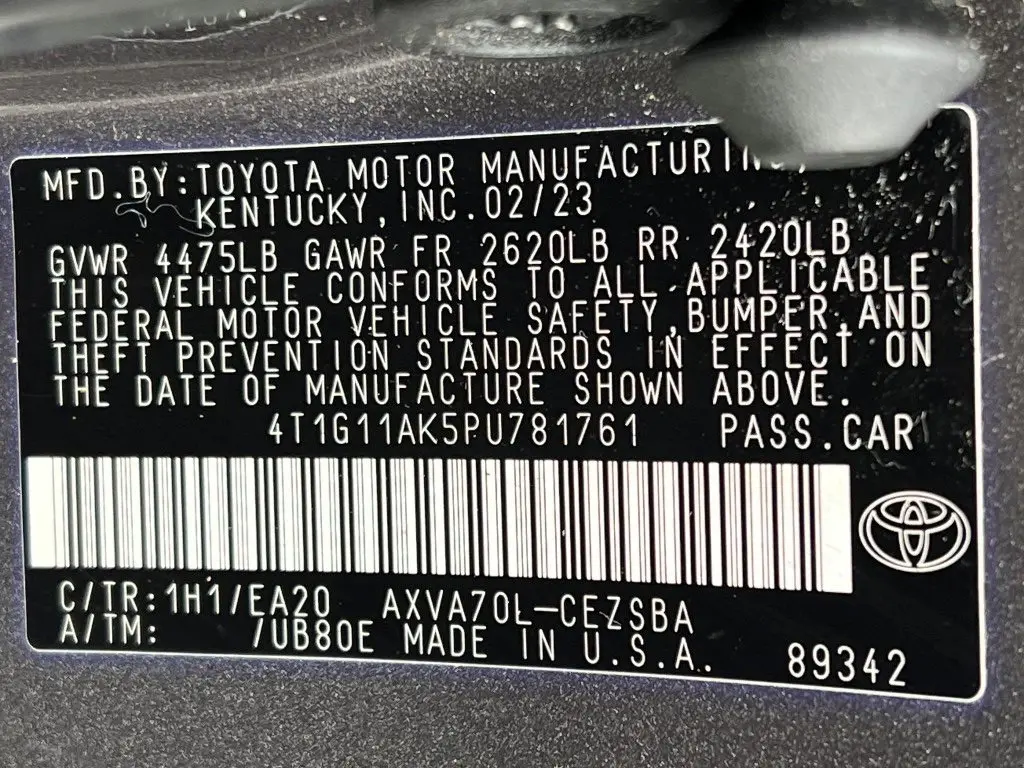 MFD.BY:TOYOTA MOTOR MANUFACTURING,
KENTUCKY, INC. 02/23
GVWR 4475LB GAWR FR 2620LB RR 2420LB
THIS VEHICLE CONFORMS TO ALL APPLICABLE
FEDERAL MOTOR VEHICLE SAFETY, BUMPER, AND
THEFT PREVENTION STANDARDS IN EFFECT ON
THE DATE OF MANUFACTURE SHOWN ABOVE.
4T1G11AK5PU781761 PASS.CAR
C/TR:1H1/EA20 AXVA70L-CEZSBA
A/TM: /UB80E MADE IN U.S.A. 89342